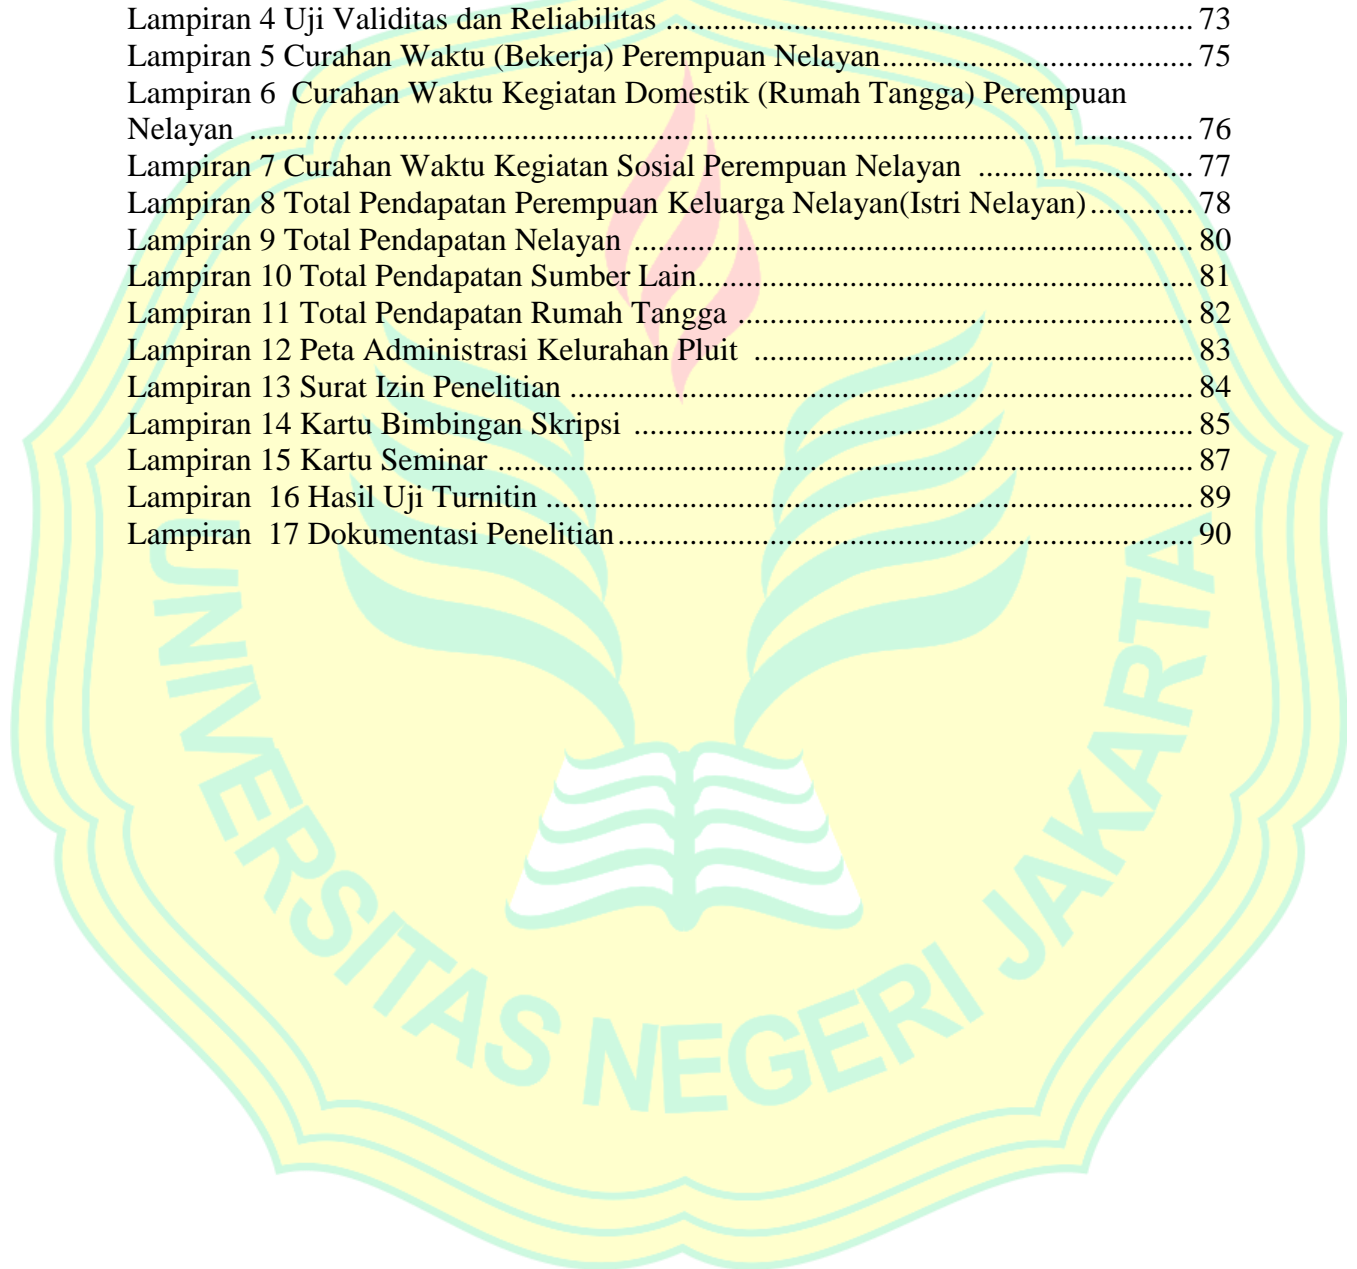 Lampiran 4 Uji Validitas dan Reliabilitas .................................................................. 73
Lampiran 5 Curahan Waktu (Bekerja) Perempuan Nelayan....................................... 75
Lampiran 6  Curahan Waktu Kegiatan Domestik (Rumah Tangga) Perempuan
Nelayan ...................................................................................................................... 76
Lampiran 7 Curahan Waktu Kegiatan Sosial Perempuan Nelayan ........................... 77
Lampiran 8 Total Pendapatan Perempuan Keluarga Nelayan(Istri Nelayan)............. 78
Lampiran 9 Total Pendapatan Nelayan ...................................................................... 80
Lampiran 10 Total Pendapatan Sumber Lain.............................................................. 81
Lampiran 11 Total Pendapatan Rumah Tangga ......................................................... 82
Lampiran 12 Peta Administrasi Kelurahan Pluit ....................................................... 83
Lampiran 13 Surat Izin Penelitian .............................................................................. 84
Lampiran 14 Kartu Bimbingan Skripsi ...................................................................... 85
Lampiran 15 Kartu Seminar ....................................................................................... 87
Lampiran  16 Hasil Uji Turnitin ................................................................................. 89
Lampiran  17 Dokumentasi Penelitian........................................................................ 90
UNIVERSITAS NEGERI JAKARTA